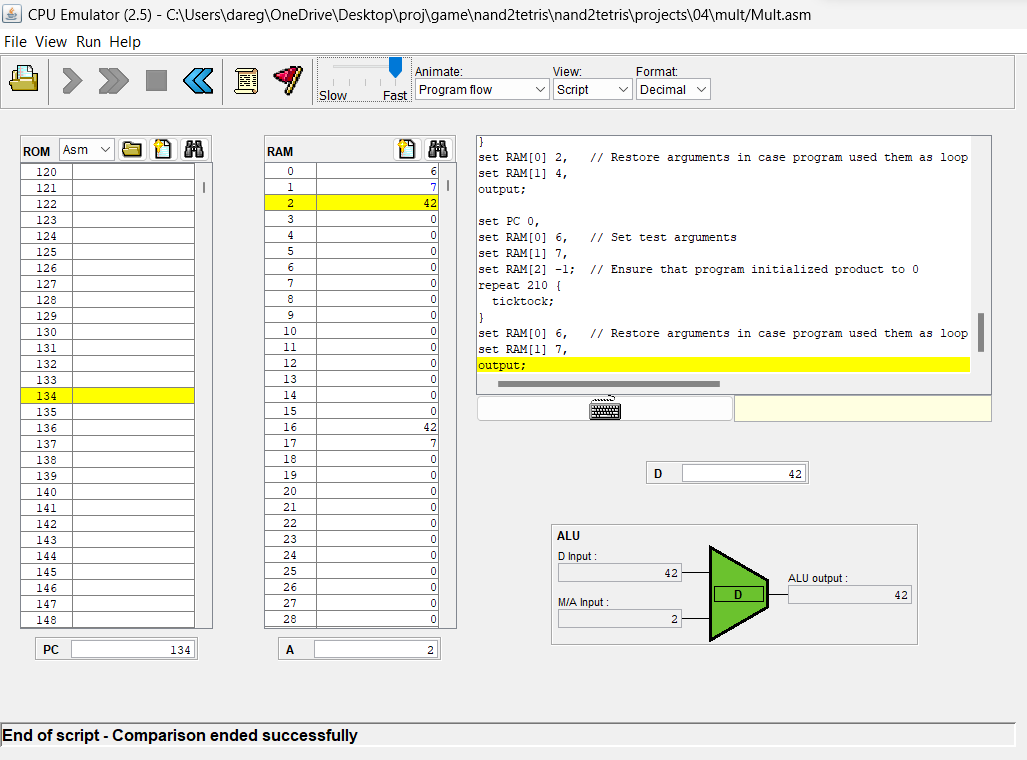 CPU Emulator (2.5) - C:\Users\dareg\OneDrive\Desktop\proj\game\nand2tetris\nand2tetris\projects\04\mult/Mult.asm
File View Run Help
Slow Fast
Animate: View: Format:
Program flow Script Decimal
ROM Asm
120
121
122
123
124
125
126
127
128
129
130
131
132
133
134
135
136
137
138
139
140
141
142
143
144
145
146
147
148
PC 134
RAM
0 6
1 7
2 42
3 0
4 0
5 0
6 0
7 0
8 0
9 0
10 0
11 0
12 0
13 0
14 0
15 0
16 42
17 7
18 0
19 0
20 0
21 0
22 0
23 0
24 0
25 0
26 0
27 0
28 0
A 2
}
set RAM[0] 2,   // Restore arguments in case program used them as loop
set RAM[1] 4,
output;
set PC 0,
set RAM[0] 6,   // Set test arguments
set RAM[1] 7,
set RAM[2] -1;  // Ensure that program initialized product to 0
repeat 210 {
  ticktock;
}
set RAM[0] 6,   // Restore arguments in case program used them as loop
set RAM[1] 7,
output;
D 42
ALU
D Input :
42
M/A Input :
2
D
ALU output :
42
End of script - Comparison ended successfully